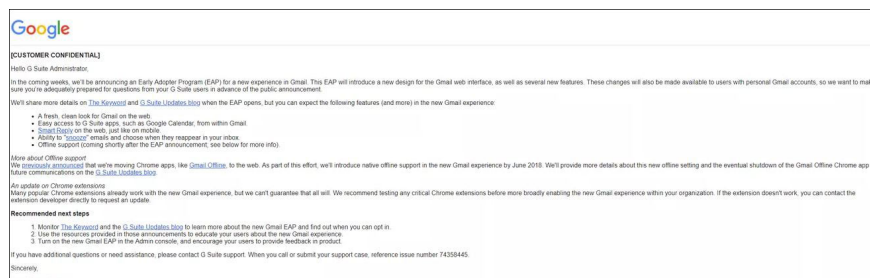 Google
[CUSTOMER CONFIDENTIAL]
Hello G Suite Administrator,
In the coming weeks, we'll be announcing an Early Adopter Program (EAP) for a new experience in Gmail. This EAP will introduce a new design for the Gmail web interface, as well as several new features. These changes will also be made available to users with personal Gmail accounts, so we want to mak
sure you're adequately prepared for questions from your G Suite users in advance of the public announcement.
We'll share more details on The Keyword and G Suite Updates blog when the EAP opens, but you can expect the following features (and more) in the new Gmail experience:
• A fresh, clean look for Gmail on the web.
• Easy access to G Suite apps, such as Google Calendar, from within Gmail.
• Smart Reply on the web, just like on mobile.
• Ability to "snooze" emails and choose when they reappear in your inbox.
• Offline support (coming shortly after the EAP announcement; see below for more info).
More about Offline support
We previously announced that we're moving Chrome apps, like Gmail Offline, to the web. As part of this effort, we'll introduce native offline support in the new Gmail experience by June 2018. We'll provide more details about this new offline setting and the eventual shutdown of the Gmail Offline Chrome app
future communications on the G Suite Updates blog.
An update on Chrome extensions
Many popular Chrome extensions already work with the new Gmail experience, but we can't guarantee that all will. We recommend testing any critical Chrome extensions before more broadly enabling the new Gmail experience within your organization. If the extension doesn't work, you can contact the
extension developer directly to request an update.
Recommended next steps
1. Monitor The Keyword and the G Suite Updates blog to learn more about the new Gmail EAP and find out when you can opt in.
2. Use the resources provided in those announcements to educate your users about the new Gmail experience.
3. Turn on the new Gmail EAP in the Admin console, and encourage your users to provide feedback in product.
If you have additional questions or need assistance, please contact G Suite support. When you call or submit your support case, reference issue number 74358445.
Sincerely,